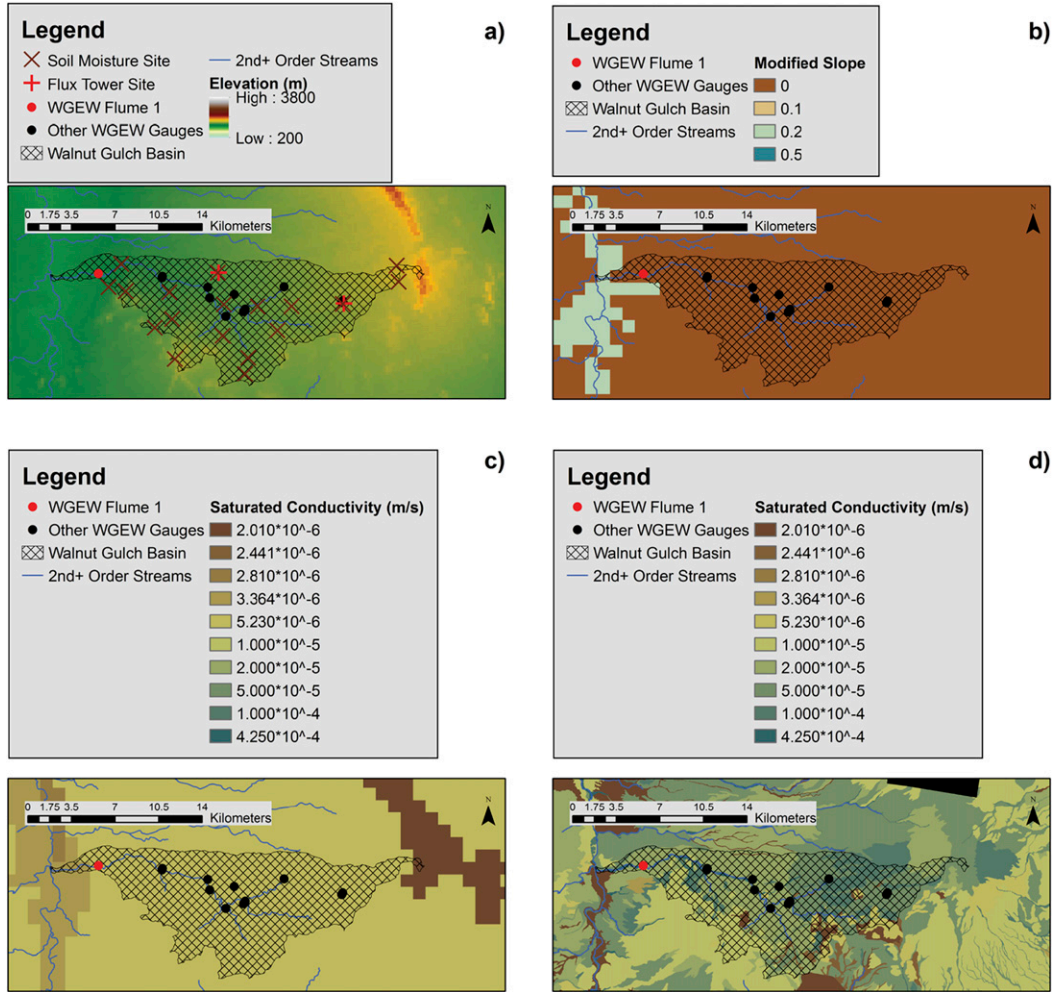 Legend
a)
Soil Moisture Site
Flux Tower Site
WGEW Flume 1
Other WGEW Gauges
Walnut Gulch Basin
2nd+ Order Streams
Elevation (m)
High : 3800
Low : 200
0 1.75 3.5 7 10.5 14
Kilometers
N
Legend
b)
WGEW Flume 1
Other WGEW Gauges
Walnut Gulch Basin
2nd+ Order Streams
Modified Slope
0
0.1
0.2
0.5
0 1.75 3.5 7 10.5 14
Kilometers
N
Legend
c)
WGEW Flume 1
Other WGEW Gauges
Walnut Gulch Basin
2nd+ Order Streams
Saturated Conductivity (m/s)
2.010*10^-6
2.441*10^-6
2.810*10^-6
3.364*10^-6
5.230*10^-6
1.000*10^-5
2.000*10^-5
5.000*10^-5
1.000*10^-4
4.250*10^-4
0 1.75 3.5 7 10.5 14
Kilometers
N
Legend
d)
WGEW Flume 1
Other WGEW Gauges
Walnut Gulch Basin
2nd+ Order Streams
Saturated Conductivity (m/s)
2.010*10^-6
2.441*10^-6
2.810*10^-6
3.364*10^-6
5.230*10^-6
1.000*10^-5
2.000*10^-5
5.000*10^-5
1.000*10^-4
4.250*10^-4
0 1.75 3.5 7 10.5 14
Kilometers
N